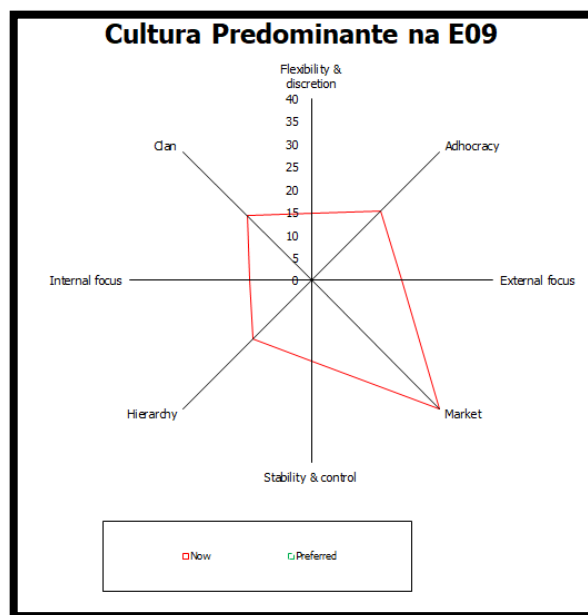 Cultura Predominante na E09
Flexibility &
discretion
40
35
30
25
20
15
10
5
0
Clan
Adhocracy
Internal focus
External focus
Hierarchy
Market
Stability & control
Now
Preferred